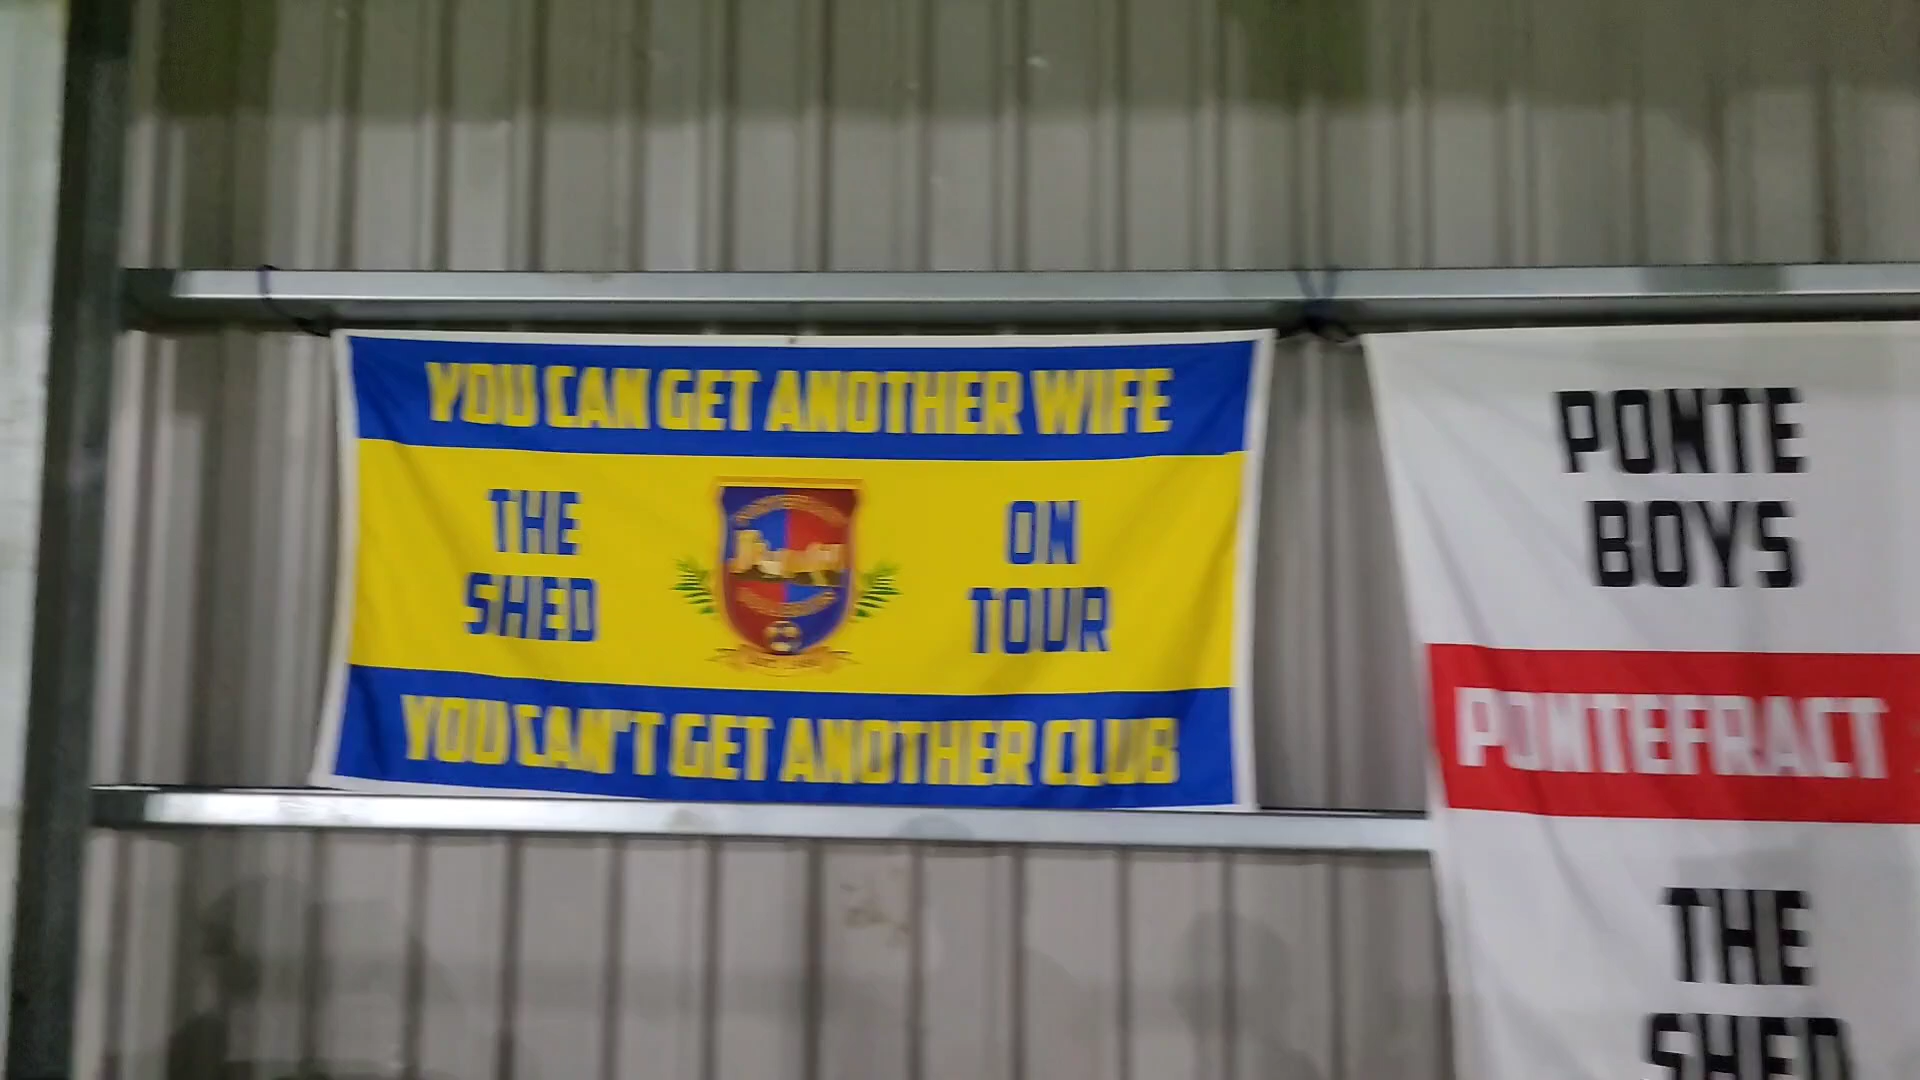 YOU CAN GET ANOTHER WIFE
THE
SHED
ON
TOUR
YOU CAN'T GET ANOTHER CLUB
PONTE
BOYS
PONTEFRACT
THE
SHED